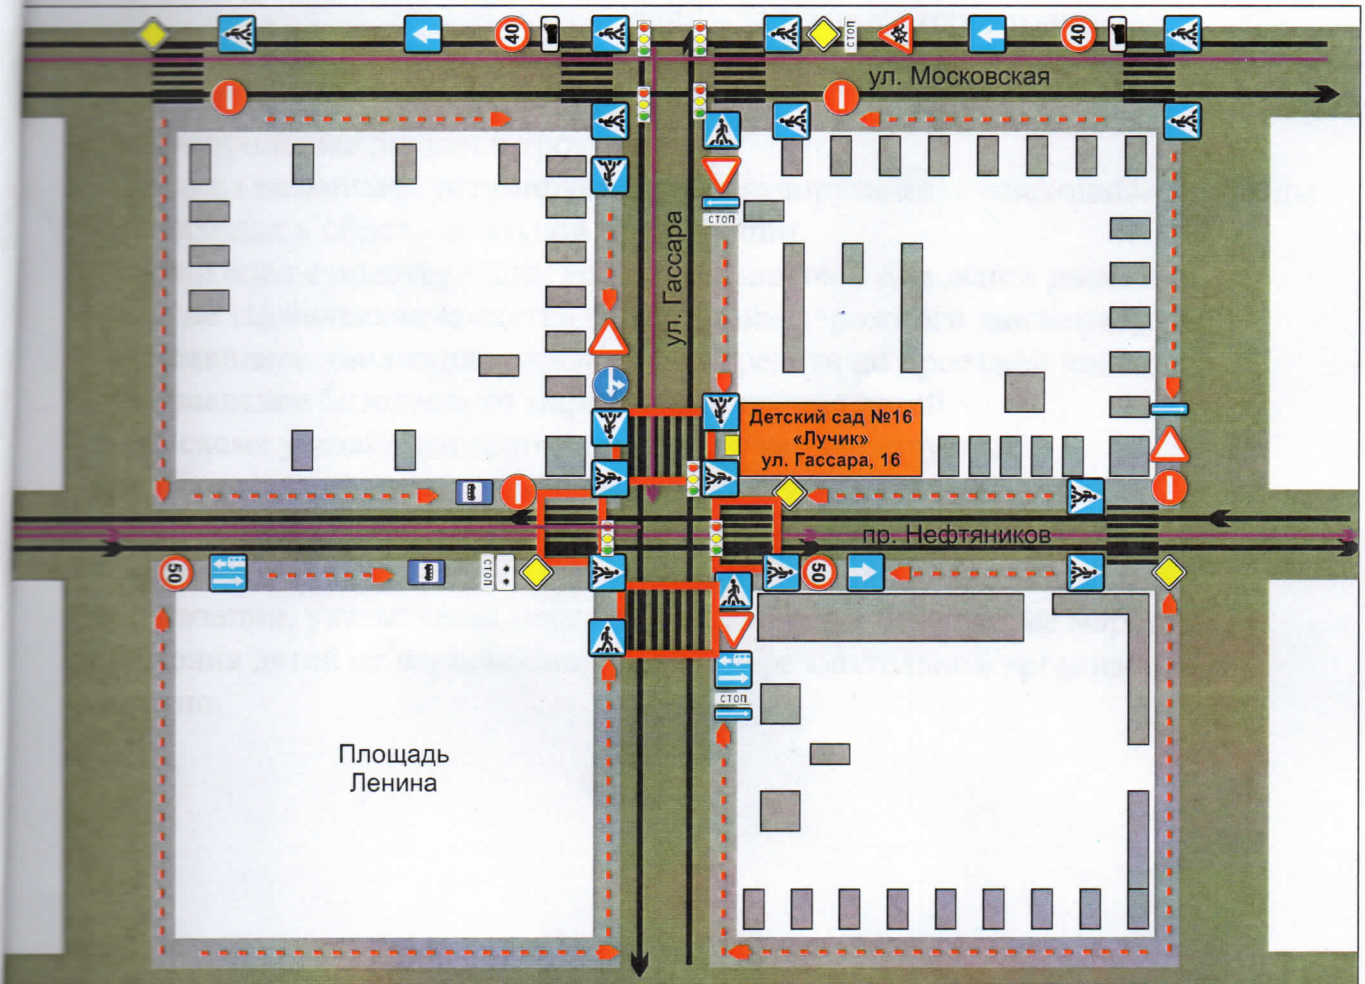 40
СТОП
40
ул. Московская
ул. Гассара
СТОП
Детский сад №16
«Лучик»
ул. Гассара, 16
пр. Нефтяников
50
СТОП
50
СТОП
Площадь
Ленина